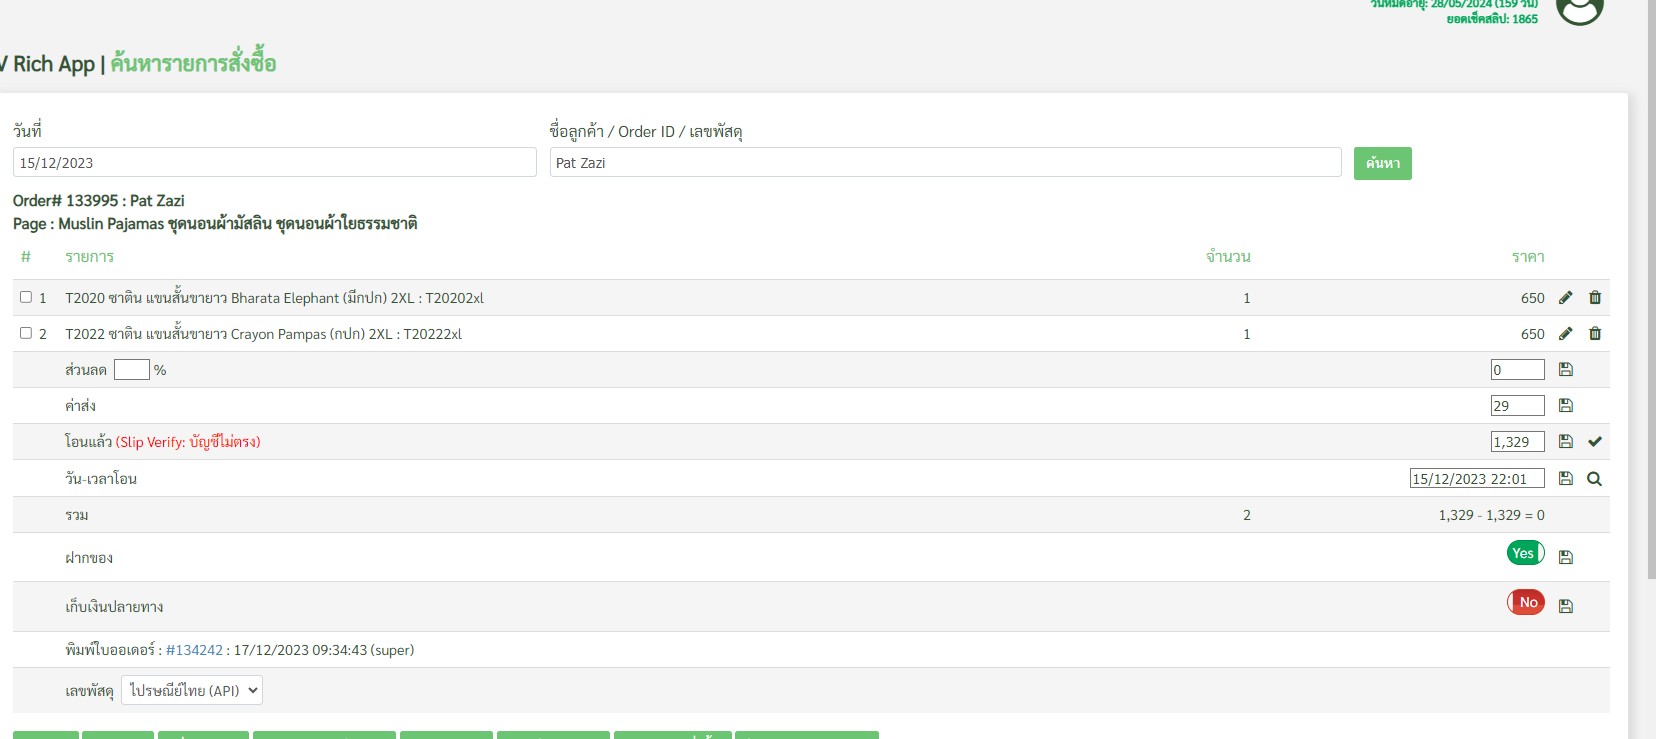 วันหมดอายุ: 28/05/2024 (159 วัน)
ยอดเช็คสลิป: 1865
V Rich App | ค้นหารายการสั่งซื้อ
วันที่ ชื่อลูกค้า / Order ID / เลขพัสดุ
15/12/2023 Pat Zazi ค้นหา
Order# 133995 : Pat Zazi
Page : Muslin Pajamas ชุดนอนผ้ามัสลิน ชุดนอนผ้าใยธรรมชาติ
# รายการ จำนวน ราคา
1 T2020 ซาติน แขนสั้นขายาว Bharata Elephant (มีกปก) 2XL : T20202xl 1 650
2 T2022 ซาติน แขนสั้นขายาว Crayon Pampas (กปก) 2XL : T20222xl 1 650
ส่วนลด % 0
ค่าส่ง 29
โอนแล้ว (Slip Verify: บัญชีไม่ตรง) 1,329
วัน-เวลาโอน 15/12/2023 22:01
รวม 2 1,329 - 1,329 = 0
ฝากของ Yes
เก็บเงินปลายทาง No
พิมพ์ใบออเดอร์ : #134242 : 17/12/2023 09:34:43 (super)
เลขพัสดุ ไปรษณีย์ไทย (API)